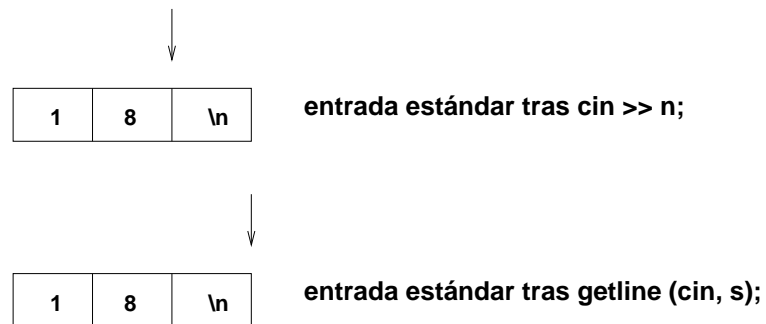 1 8 \n entrada estándar tras cin >> n;
1 8 \n entrada estándar tras getline (cin, s);